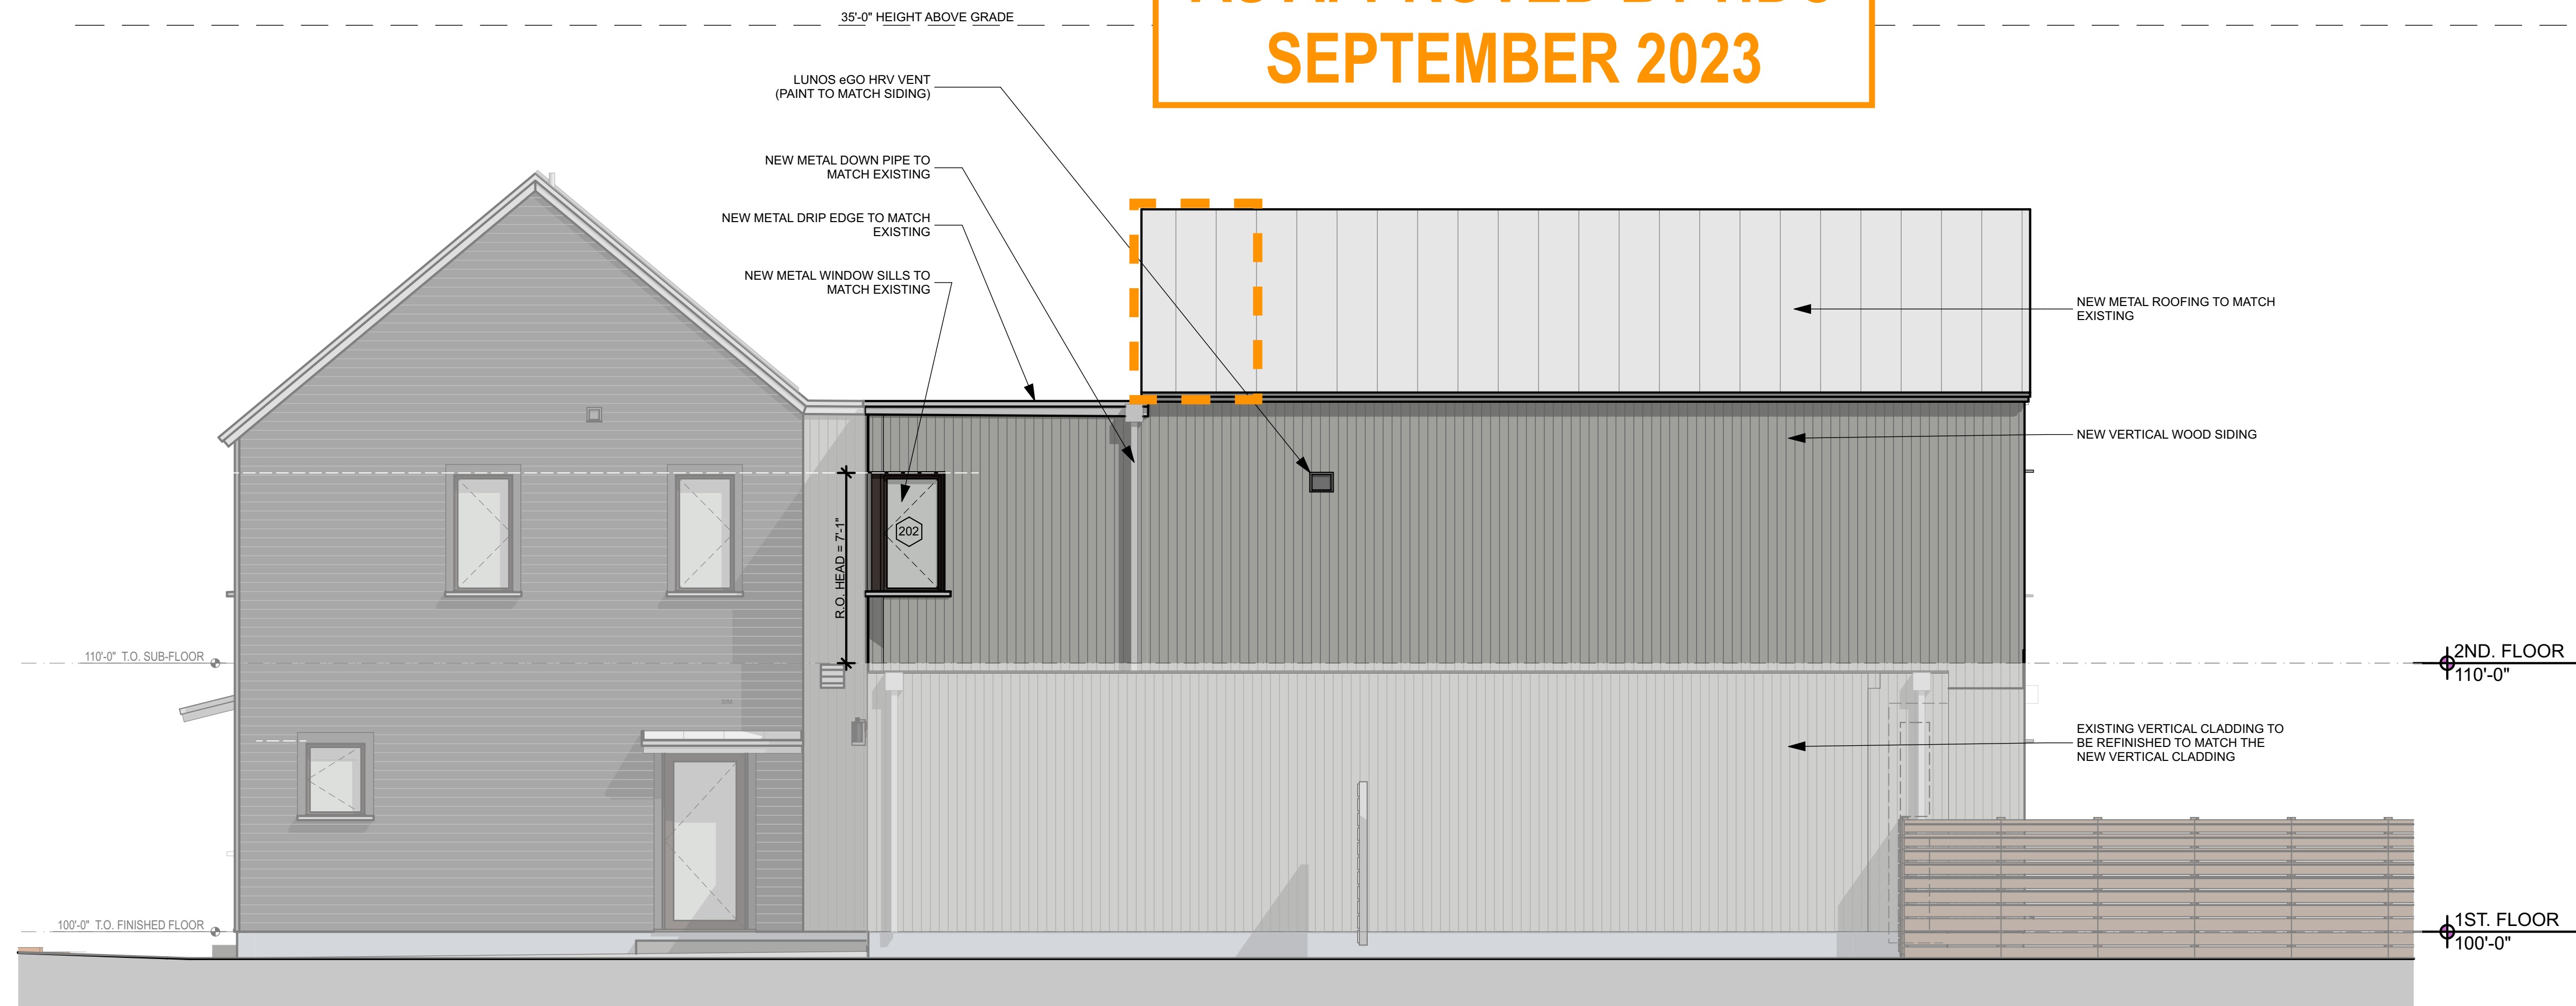 35'-0" HEIGHT ABOVE GRADE
SEPTEMBER 2023
LUNOS eGO HRV VENT
(PAINT TO MATCH SIDING)
NEW METAL DOWN PIPE TO
MATCH EXISTING
NEW METAL DRIP EDGE TO MATCH
EXISTING
NEW METAL WINDOW SILLS TO
MATCH EXISTING
NEW METAL ROOFING TO MATCH
EXISTING
NEW VERTICAL WOOD SIDING
R.O. HEAD = 7'-1"
202
110'-0" T.O. SUB-FLOOR
2ND. FLOOR
110'-0"
SIM
EXISTING VERTICAL CLADDING TO
BE REFINISHED TO MATCH THE
NEW VERTICAL CLADDING
100'-0" T.O. FINISHED FLOOR
1ST. FLOOR
100'-0"